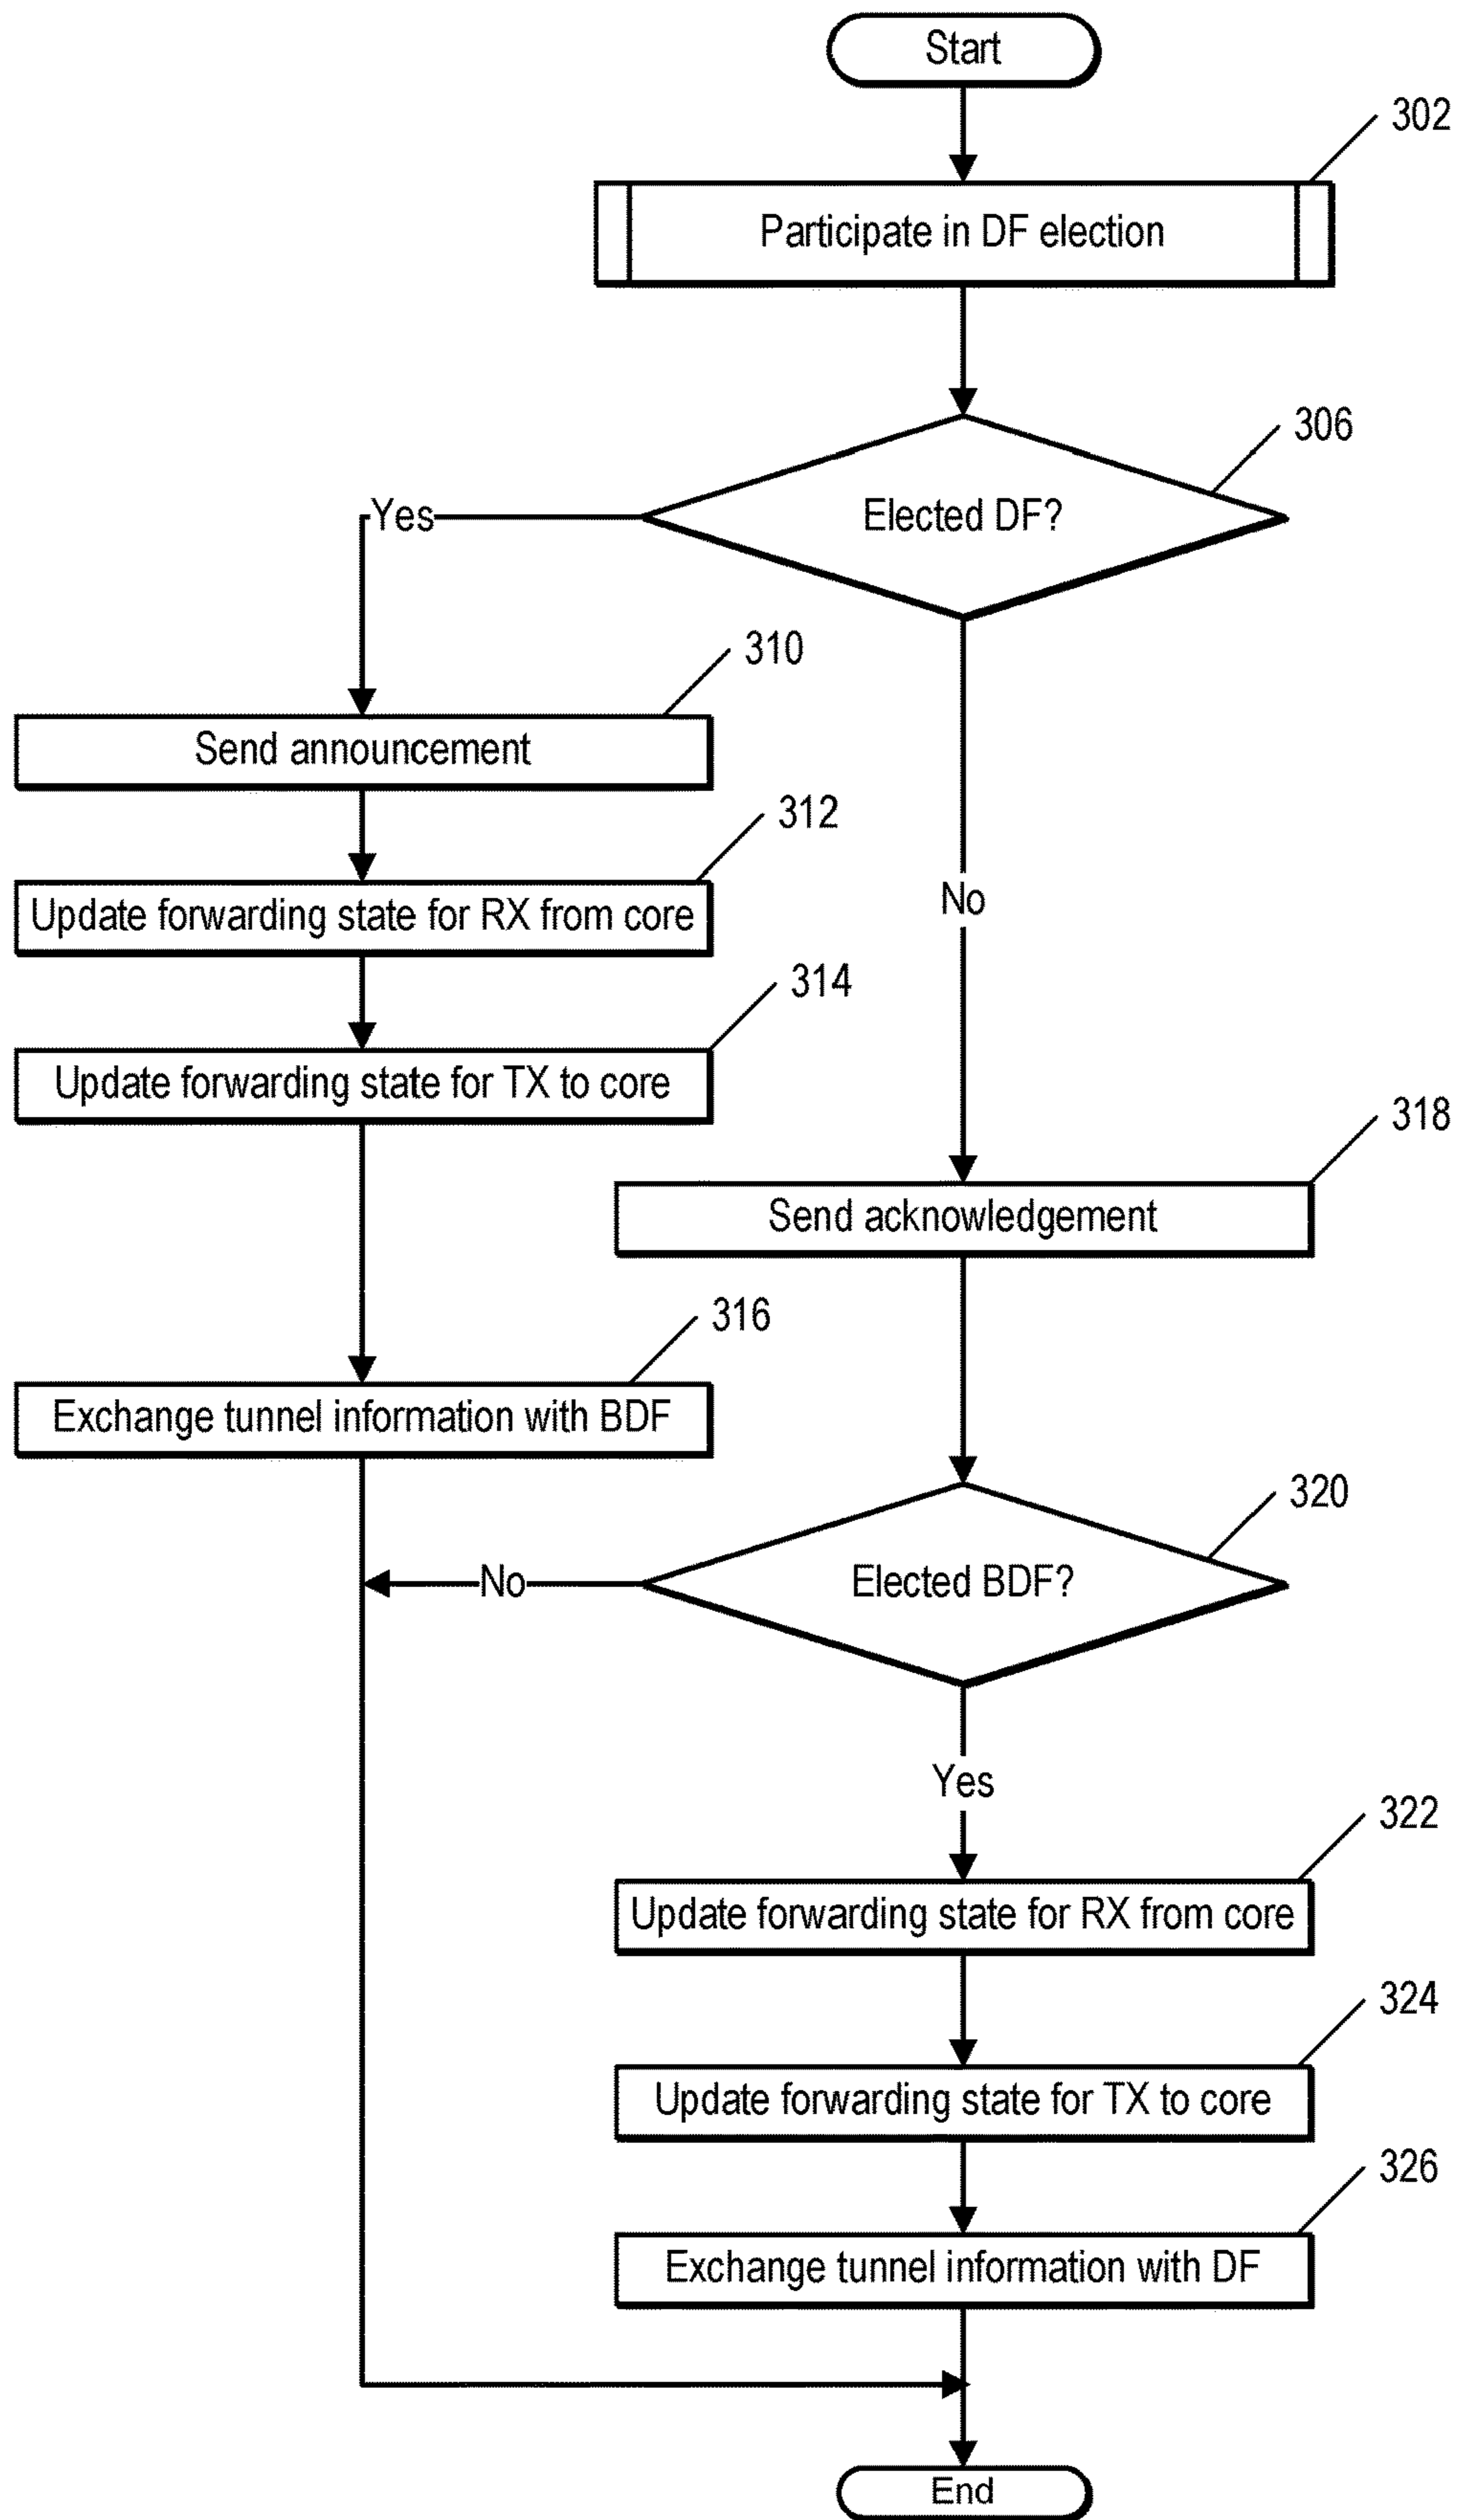 Start
302
Participate in DF election
306
Elected DF?
Yes
310
Send announcement
312
Update forwarding state for RX from core
No
314
Update forwarding state for TX to core
318
Send acknowledgement
316
Exchange tunnel information with BDF
320
Elected BDF?
No
Yes
322
Update forwarding state for RX from core
324
Update forwarding state for TX to core
326
Exchange tunnel information with DF
End